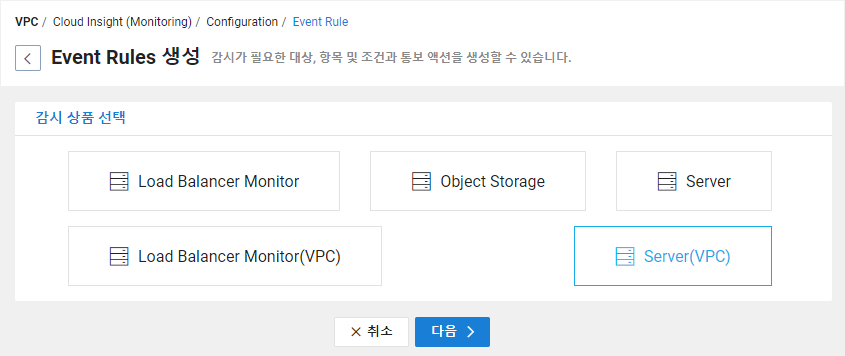 VPC / Cloud Insight (Monitoring) / Configuration / Event Rule
Event Rules 생성 감시가 필요한 대상, 항목 및 조건과 통보 액션을 생성할 수 있습니다.
감시 상품 선택
Load Balancer Monitor
Object Storage
Server
Load Balancer Monitor(VPC)
Server(VPC)
취소
다음